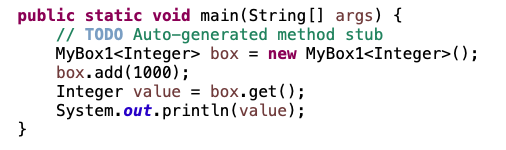 public static void main(String[] args) {
    // TODO Auto-generated method stub
    MyBox1<Integer> box = new MyBox1<Integer>();
    box.add(1000);
    Integer value = box.get();
    System.out.println(value);
}